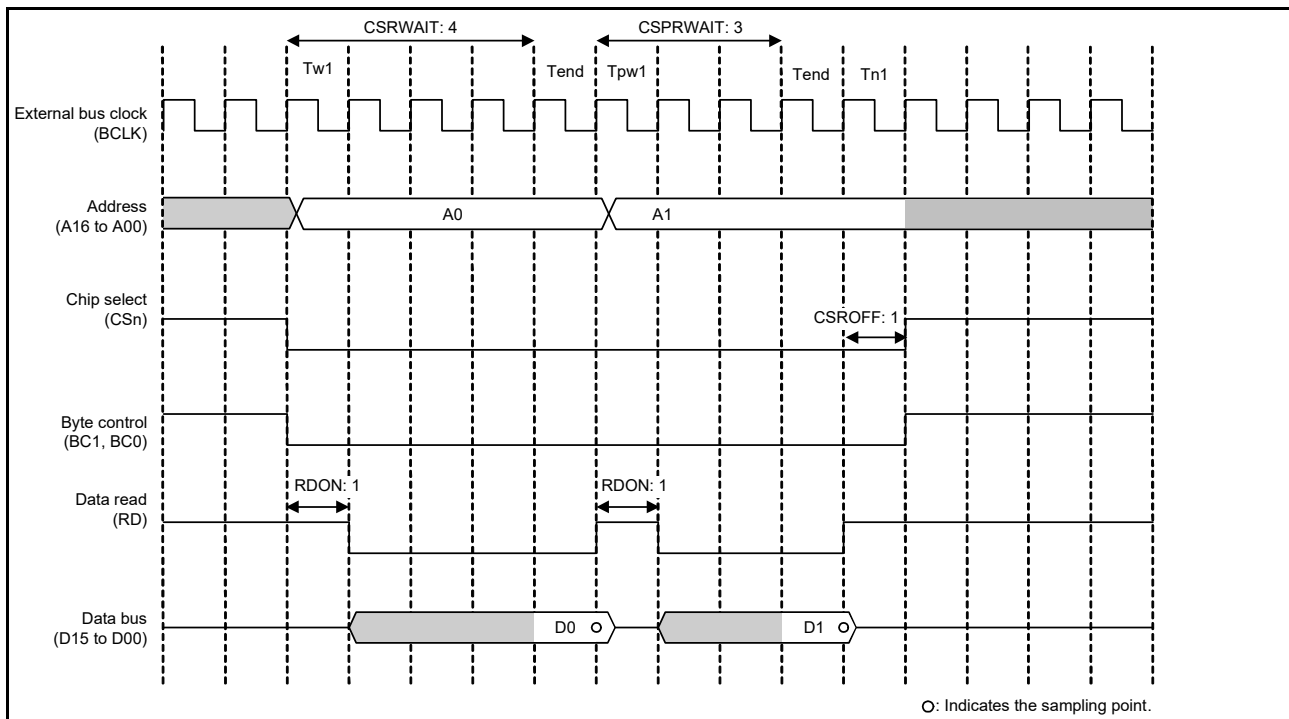 CSRWAIT: 4
CSPRWAIT: 3
Tw1
Tend
Tpw1
Tend
Tn1
External bus clock
(BCLK)
Address
(A16 to A00)
A0
A1
Chip select
(CSn)
CSROFF: 1
Byte control
(BC1, BC0)
RDON: 1
RDON: 1
Data read
(RD)
Data bus
(D15 to D00)
D0
D1
: Indicates the sampling point.